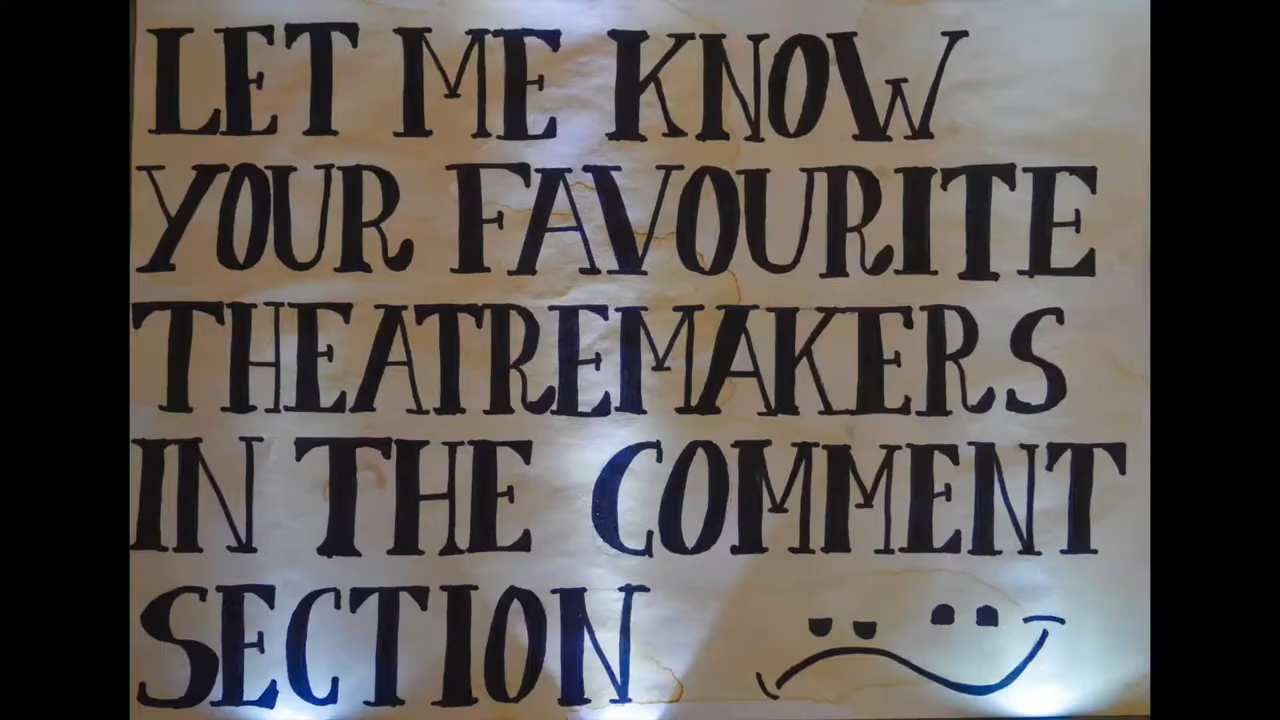 LET ME KNOW
YOUR FAVOURITE
THEATREMAKERS
IN THE COMMENT
SECTION